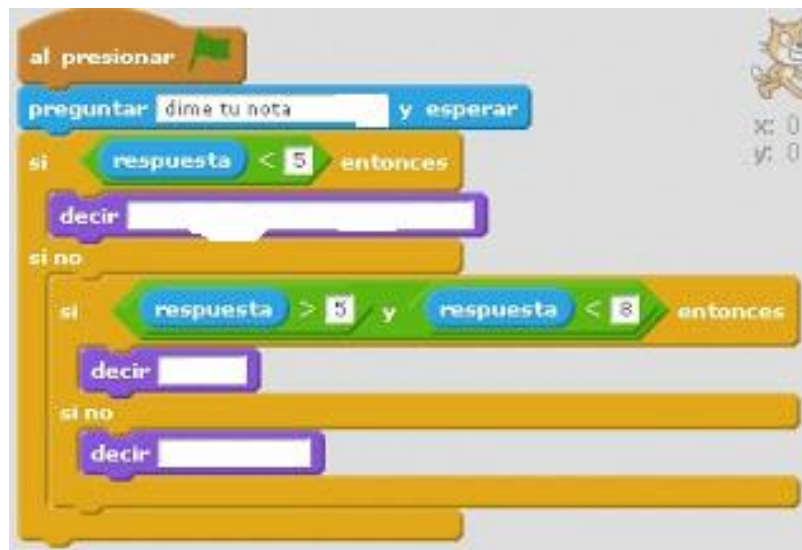 al presionar
preguntar dime tu nota y esperar
si respuesta < 5 entonces
decir
si no
si respuesta > 5 y respuesta < 8 entonces
decir
si no
decir
x: 0
y: 0